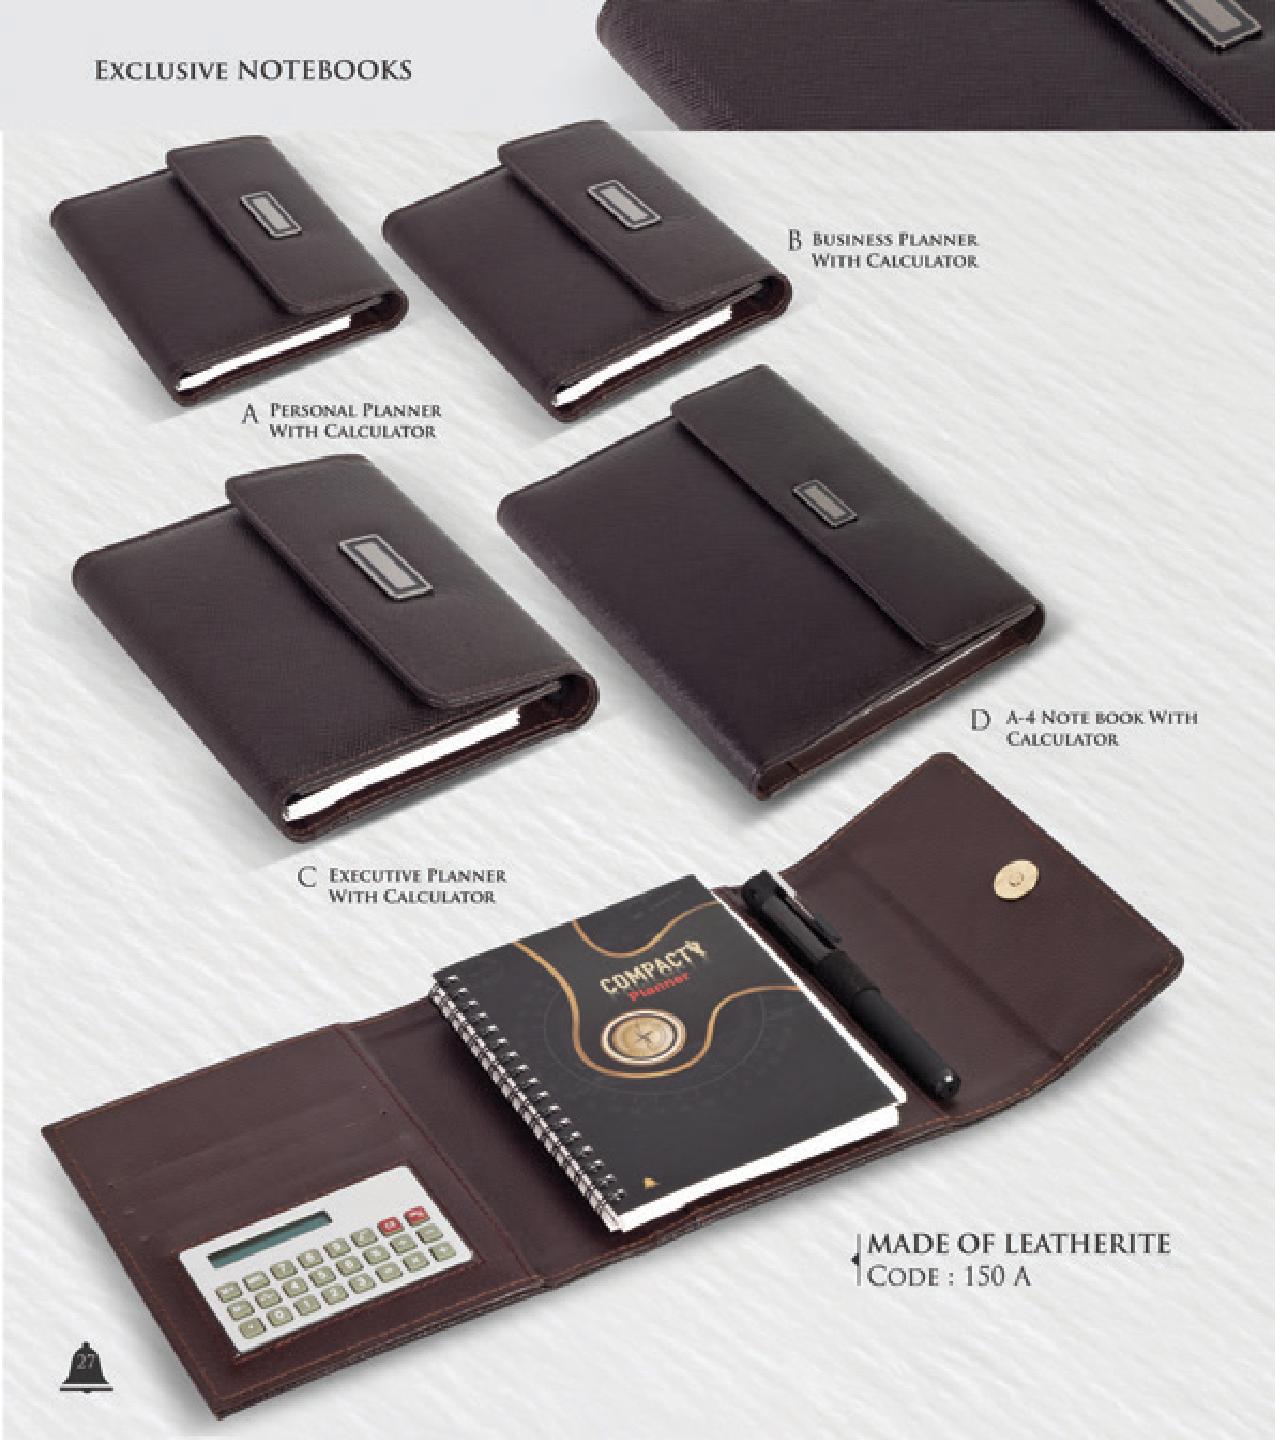 EXCLUSIVE NOTEBOOKS
B BUSINESS PLANNER
WITH CALCULATOR
A PERSONAL PLANNER
WITH CALCULATOR
D A-4 NOTE BOOK WITH
CALCULATOR
C EXECUTIVE PLANNER
WITH CALCULATOR
COMPACT
Planner
MADE OF LEATHERITE
CODE : 150 A
27